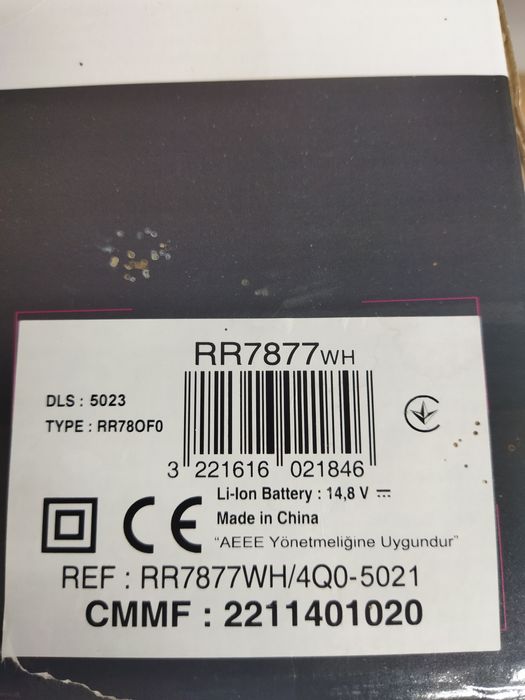 RR7877WH
DLS : 5023
TYPE : RR78OF0
3 221616 021846
Li-Ion Battery : 14,8 V ⎓
CE
Made in China
"AEEE Yönetmeliğine Uygundur"
REF : RR7877WH/4Q0-5021
CMMF : 2211401020